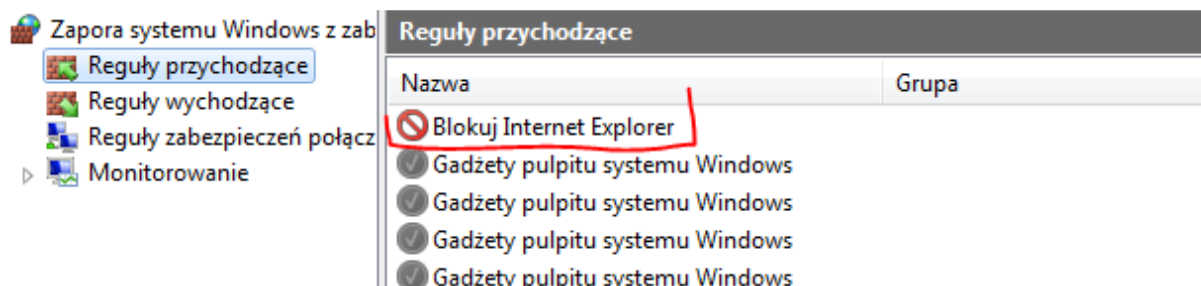 Zapora systemu Windows z zab
Reguły przychodzące
Reguły wychodzące
Reguły zabezpieczeń połącz
Monitorowanie
Reguły przychodzące
Nazwa Grupa
Blokuj Internet Explorer
Gadżety pulpitu systemu Windows
Gadżety pulpitu systemu Windows
Gadżety pulpitu systemu Windows
Gadżety pulpitu systemu Windows